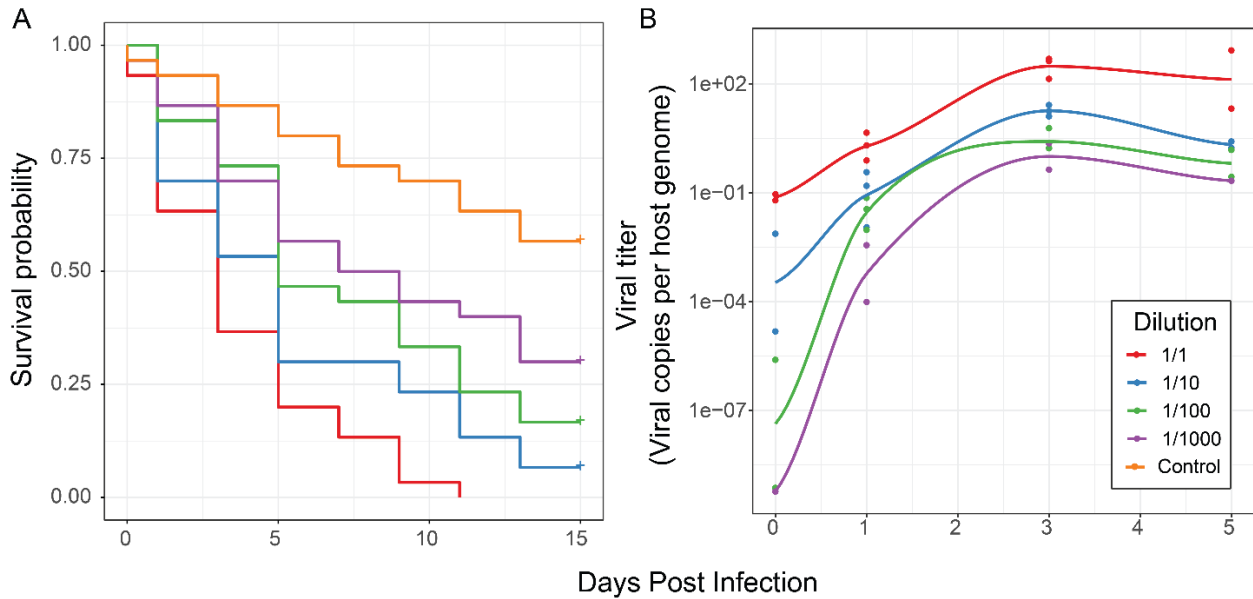 A
Survival probability
1.00
0.75
0.50
0.25
0.00
0
5
10
15
B
Viral titer
(Viral copies per host genome)
1e+02
1e−01
1e−04
1e−07
0
1
2
3
4
5
Dilution
1/1
1/10
1/100
1/1000
Control
Days Post Infection